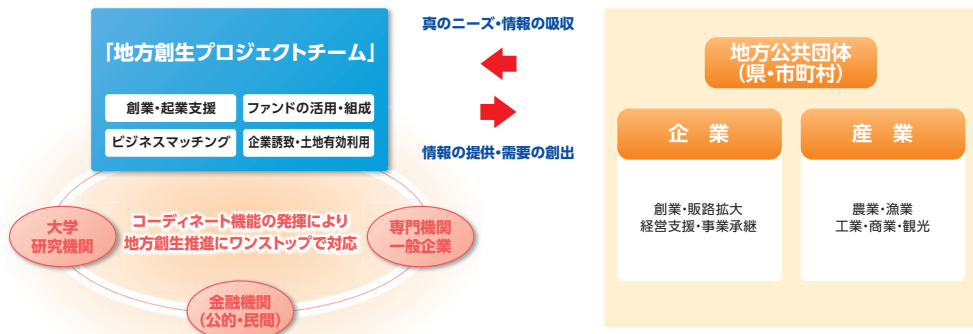 「地方創生プロジェクトチーム」
創業・起業支援
ファンドの活用・組成
ビジネスマッチング
企業誘致・土地有効利用
コーディネート機能の発揮により
地方創生推進にワンストップで対応
大学
研究機関
専門機関
一般企業
金融機関
(公的・民間)
真のニーズ・情報の吸収
情報の提供・需要の創出
地方公共団体
(県・市町村)
企業
創業・販路拡大
経営支援・事業承継
産業
農業・漁業
工業・商業・観光